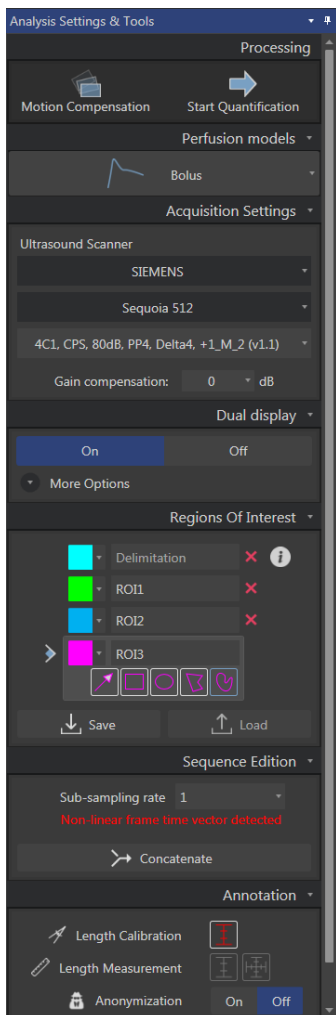 Analysis Settings & Tools
Processing
Motion Compensation
Start Quantification
Perfusion models
Bolus
Acquisition Settings
Ultrasound Scanner
SIEMENS
Sequoia 512
4C1, CPS, 80dB, PP4, Delta4, +1_M_2 (v1.1)
Gain compensation: 0 dB
Dual display
On Off
More Options
Regions Of Interest
Delimitation
ROI1
ROI2
ROI3
Save Load
Sequence Edition
Sub-sampling rate 1
Non-linear frame time vector detected
Concatenate
Annotation
Length Calibration
Length Measurement
Anonymization On Off